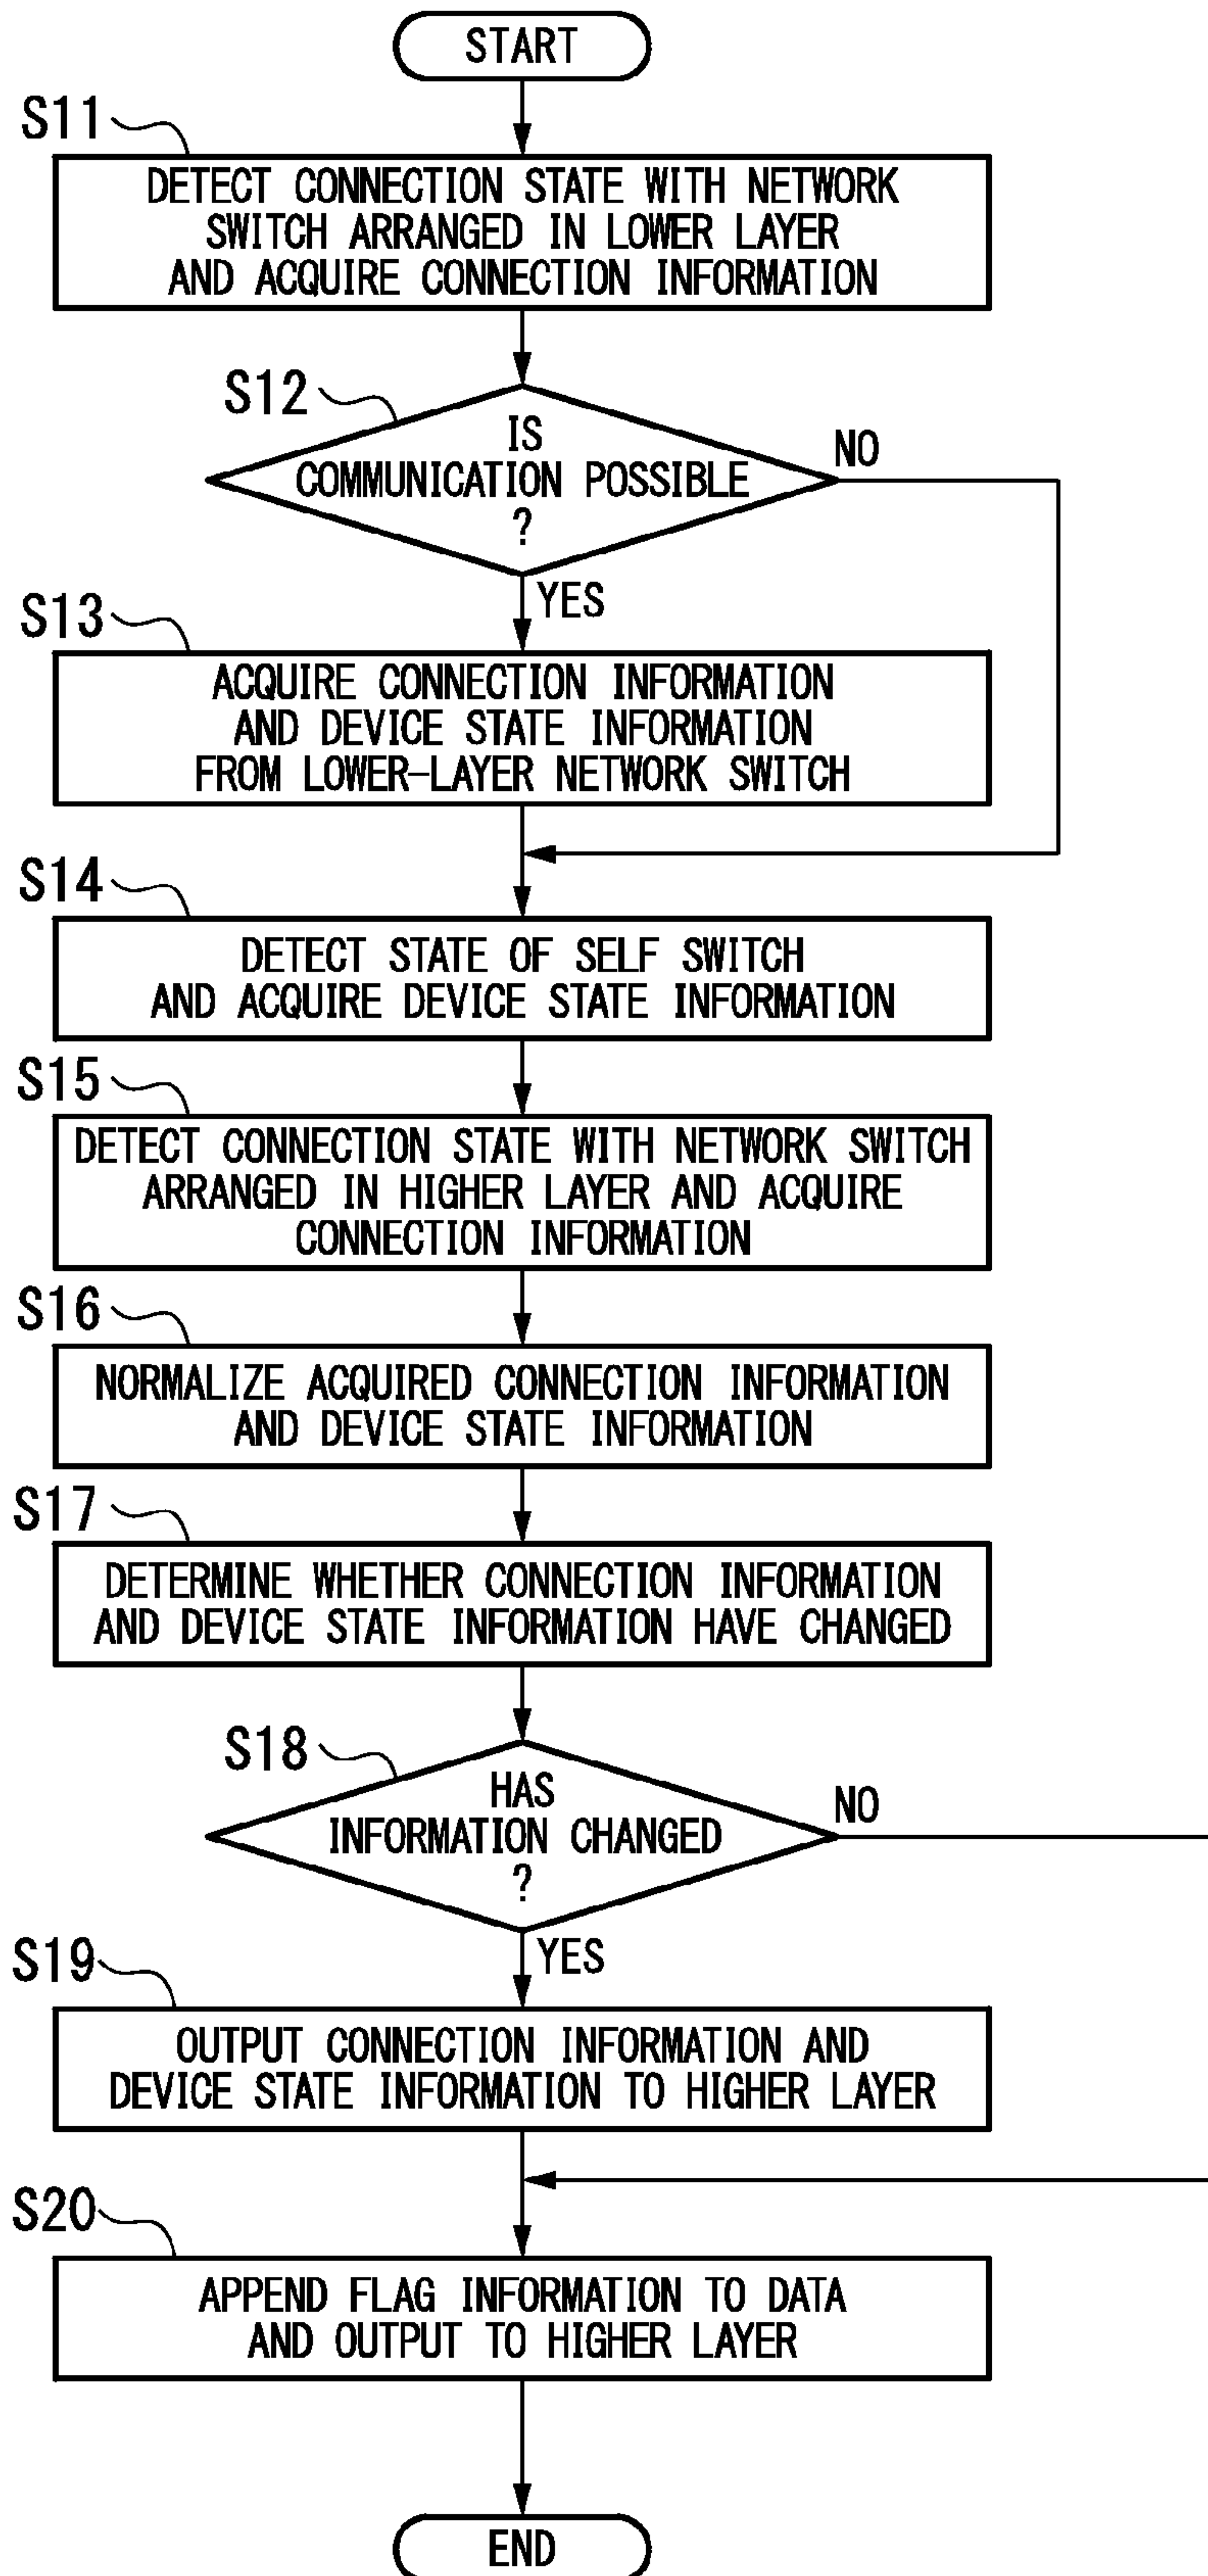 START
S11
DETECT CONNECTION STATE WITH NETWORK
SWITCH ARRANGED IN LOWER LAYER
AND ACQUIRE CONNECTION INFORMATION
S12
IS
COMMUNICATION POSSIBLE
?
NO
YES
S13
ACQUIRE CONNECTION INFORMATION
AND DEVICE STATE INFORMATION
FROM LOWER-LAYER NETWORK SWITCH
S14
DETECT STATE OF SELF SWITCH
AND ACQUIRE DEVICE STATE INFORMATION
S15
DETECT CONNECTION STATE WITH NETWORK SWITCH
ARRANGED IN HIGHER LAYER AND ACQUIRE
CONNECTION INFORMATION
S16
NORMALIZE ACQUIRED CONNECTION INFORMATION
AND DEVICE STATE INFORMATION
S17
DETERMINE WHETHER CONNECTION INFORMATION
AND DEVICE STATE INFORMATION HAVE CHANGED
S18
HAS
INFORMATION CHANGED
?
NO
YES
S19
OUTPUT CONNECTION INFORMATION AND
DEVICE STATE INFORMATION TO HIGHER LAYER
S20
APPEND FLAG INFORMATION TO DATA
AND OUTPUT TO HIGHER LAYER
END